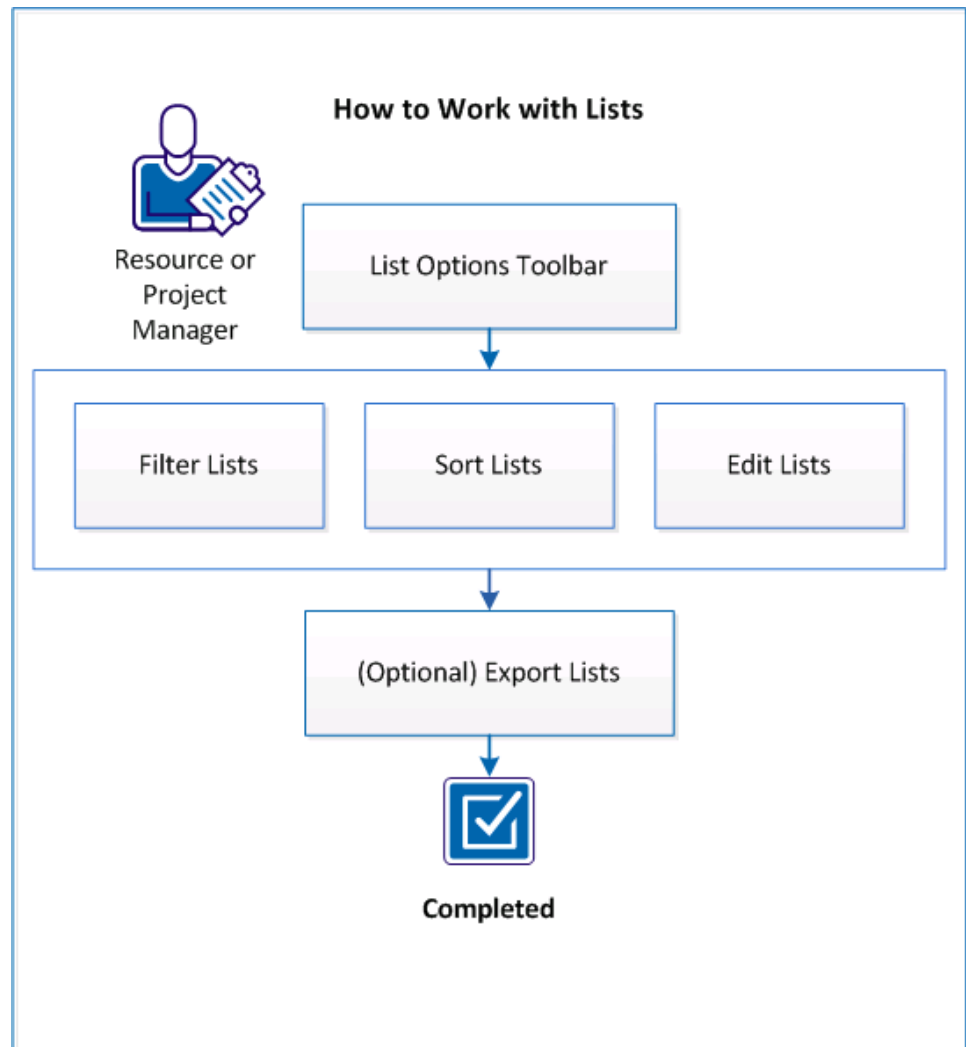 How to Work with Lists
Resource or
Project
Manager
List Options Toolbar
Filter Lists
Sort Lists
Edit Lists
(Optional) Export Lists
Completed